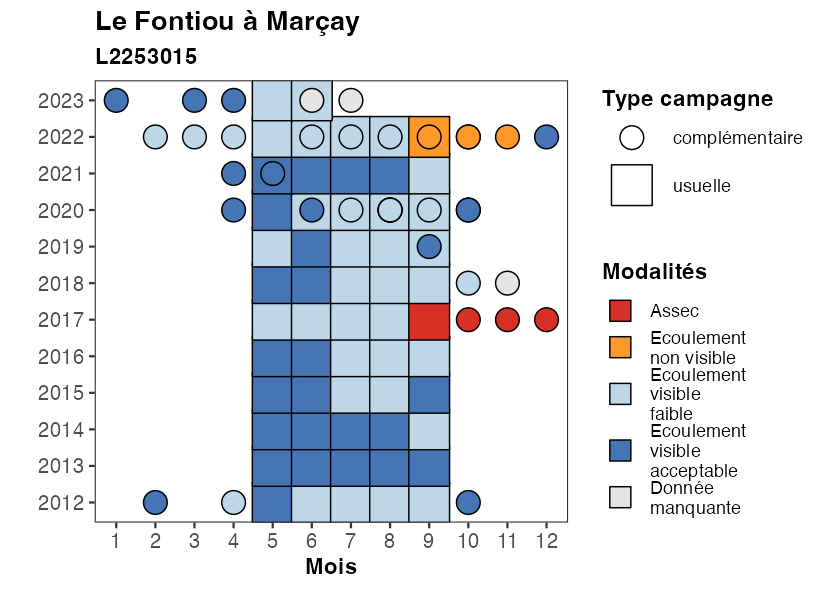 Le Fontiou à Marçay
L2253015
2023
2022
2021
2020
2019
2018
2017
2016
2015
2014
2013
2012
1 2 3 4 5 6 7 8 9 10 11 12
Mois
Type campagne
complémentaire
usuelle
Modalités
Assec
Ecoulement
non visible
Ecoulement
visible
faible
Ecoulement
visible
acceptable
Donnée
manquante